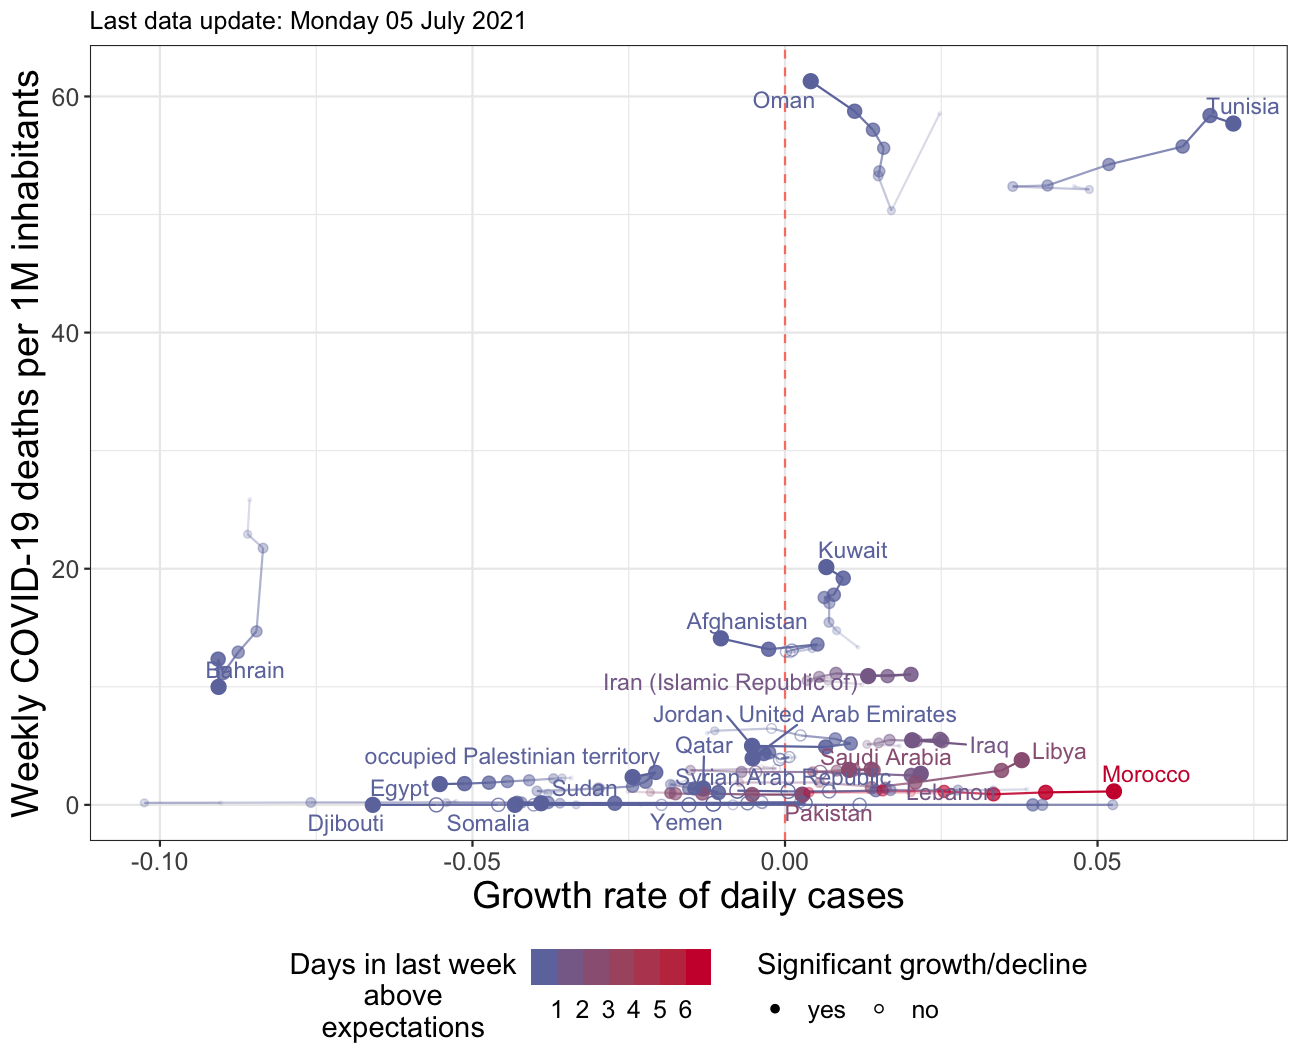 Last data update: Monday 05 July 2021
Weekly COVID-19 deaths per 1M inhabitants
60
40
20
0
Oman
Tunisia
Kuwait
Afghanistan
Bahrain
Iran (Islamic Republic of)
Jordan
United Arab Emirates
Qatar
Iraq
Libya
occupied Palestinian territory
Saudi Arabia
Syrian Arab Republic
Morocco
Egypt
Sudan
Lebanon
Pakistan
Djibouti
Somalia
Yemen
-0.10
-0.05
0.00
0.05
Growth rate of daily cases
Days in last week
above
expectations
1 2 3 4 5 6
Significant growth/decline
yes
no